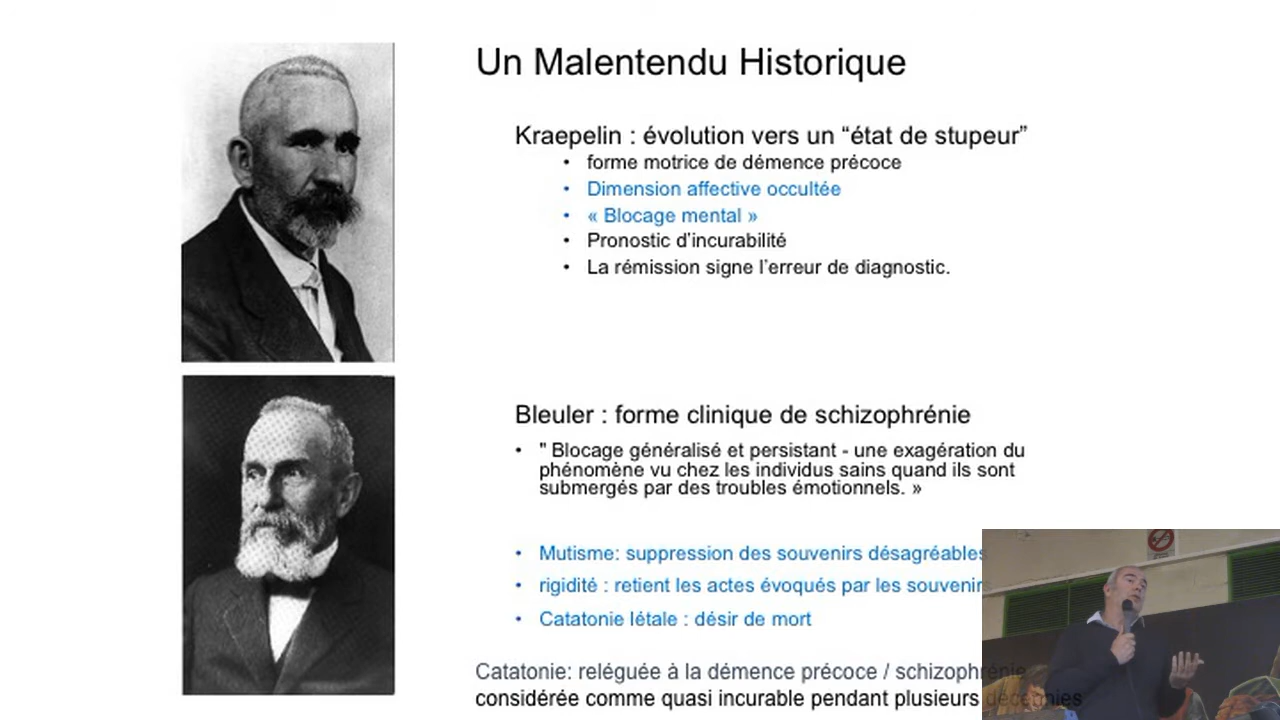 Un Malentendu Historique
Kraepelin : évolution vers un “état de stupeur”
• forme motrice de démence précoce
• Dimension affective occultée
• « Blocage mental »
• Pronostic d’incurabilité
• La rémission signe l’erreur de diagnostic.
Bleuler : forme clinique de schizophrénie
• " Blocage généralisé et persistant - une exagération du
phénomène vu chez les individus sains quand ils sont
submergés par des troubles émotionnels. »
• Mutisme: suppression des souvenirs désagréables
• rigidité : retient les actes évoqués par les souvenirs
• Catatonie létale : désir de mort
Catatonie: reléguée à la démence précoce / schizophrénie
considérée comme quasi incurable pendant plusieurs décennies